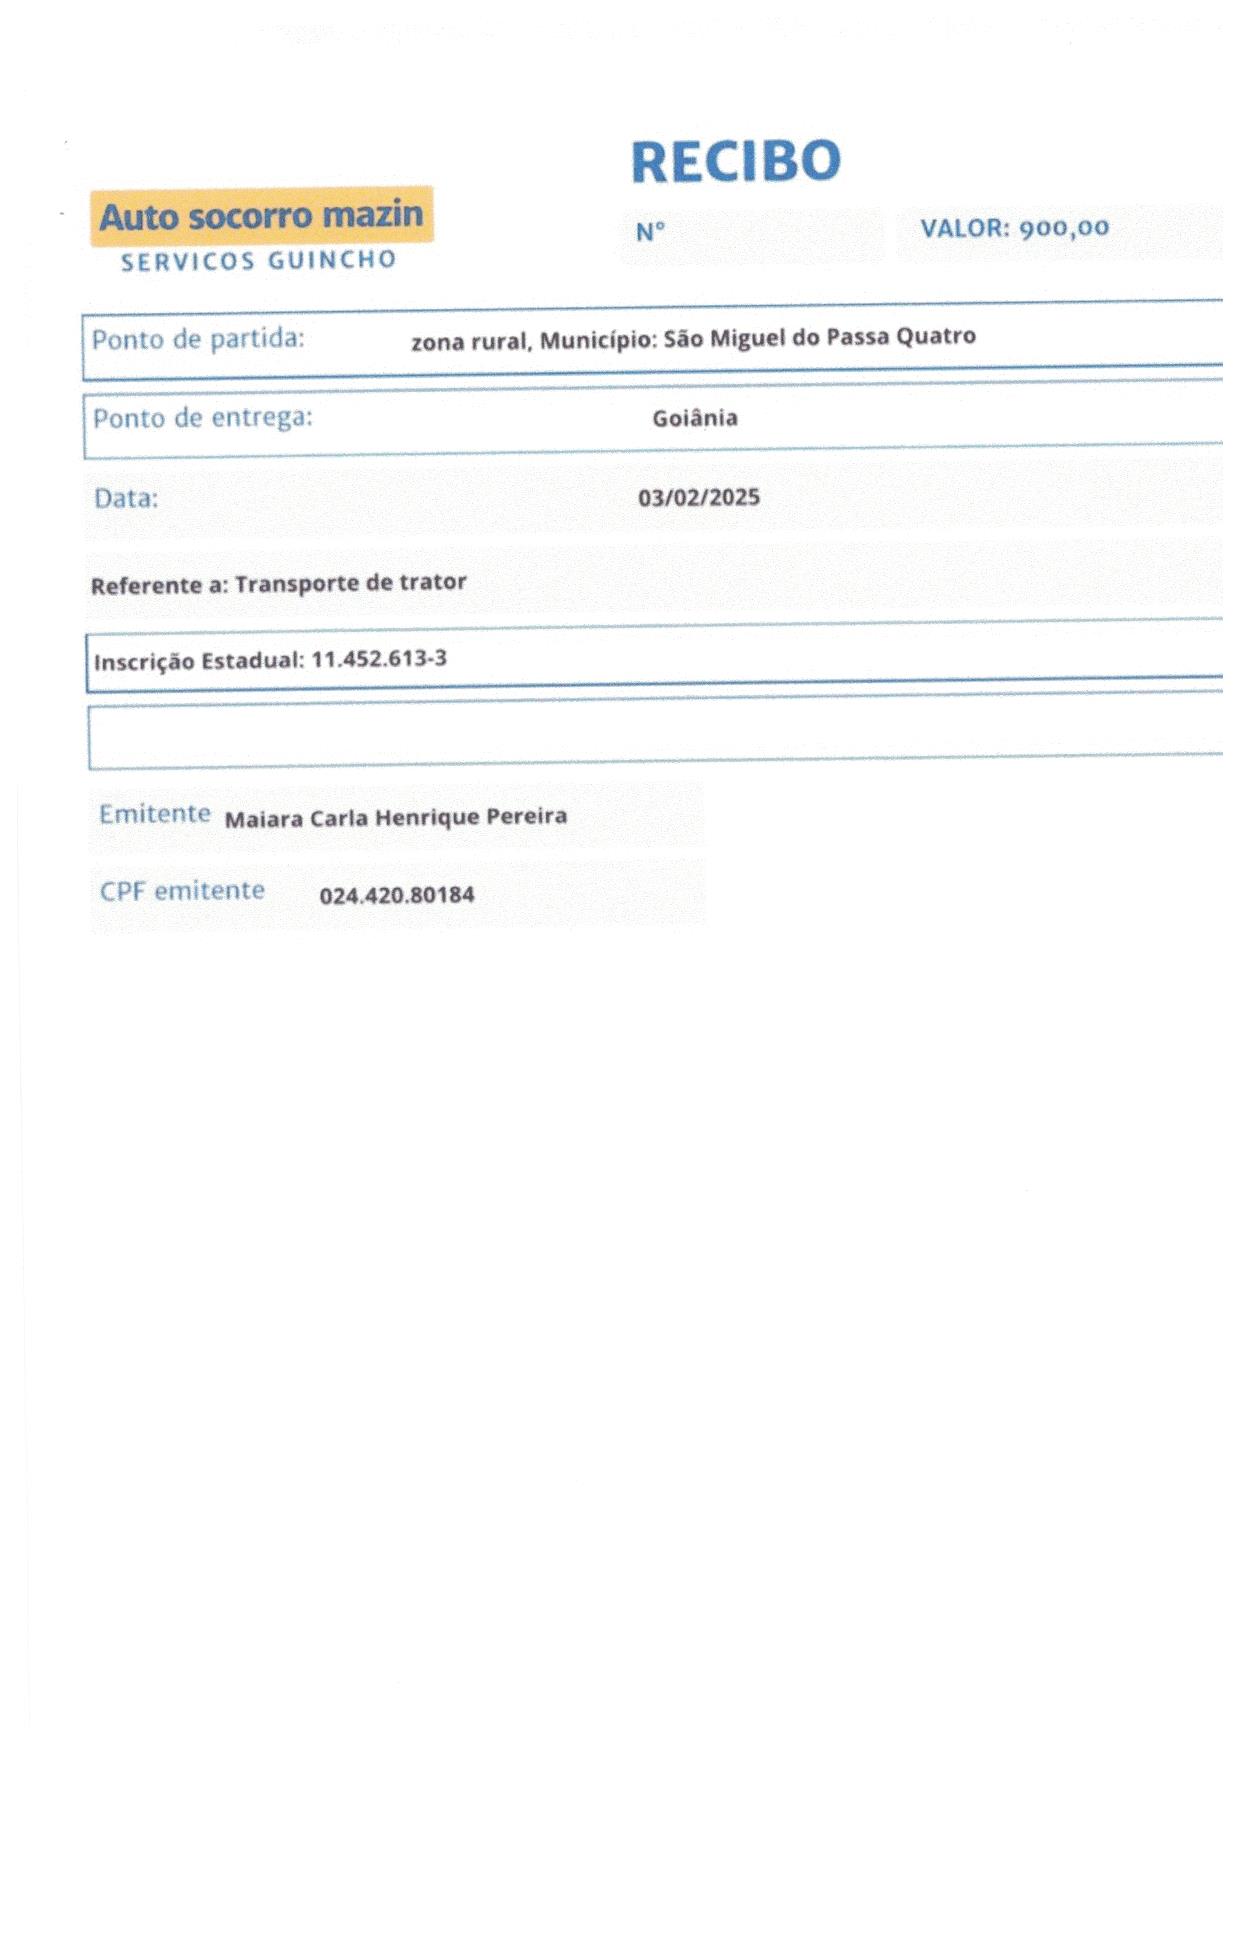 RECIBO
Auto socorro mazin
SERVICOS GUINCHO
N°
VALOR: 900,00
Ponto de partida: zona rural, Município: São Miguel do Passa Quatro
Ponto de entrega: Goiânia
Data: 03/02/2025
Referente a: Transporte de trator
Inscrição Estadual: 11.452.613-3
Emitente Maiara Carla Henrique Pereira
CPF emitente 024.420.80184